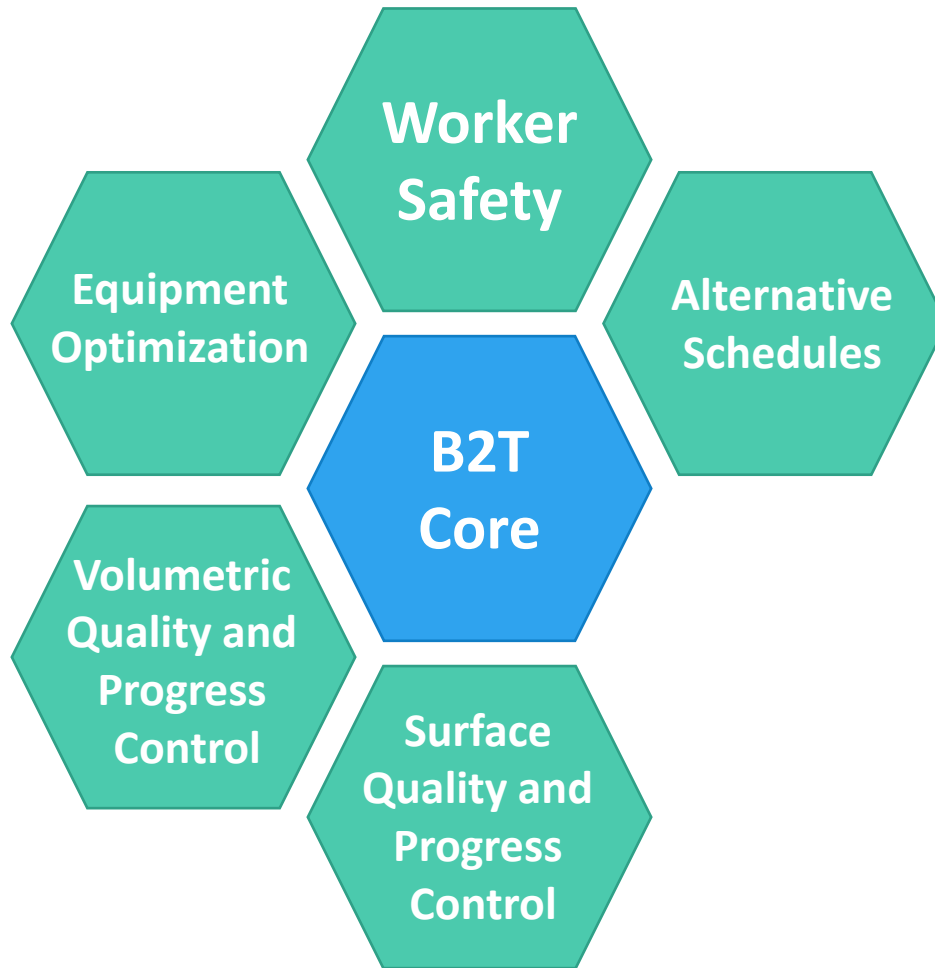 Worker
Safety
Equipment
Optimization
Alternative
Schedules
B2T
Core
Volumetric
Quality and
Progress
Control
Surface
Quality and
Progress
Control